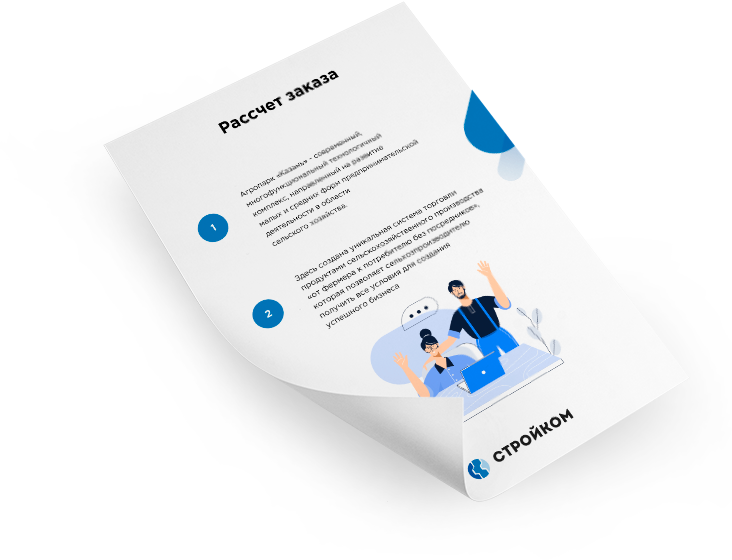 Рассчет заказа
1
Агропарк «Казань» - современный,
многофункциональный технологичный
комплекс, направленный на развитие
малых и средних форм предпринимательской
деятельности в области
сельского хозяйства.
2
Здесь создана уникальная система торговли
продуктами сельскохозяйственного производства
«от фермера к потребителю без посредников»,
которая позволяет сельхозпроизводителю
получить все условия для создания
успешного бизнеса
СТРОЙКОМ